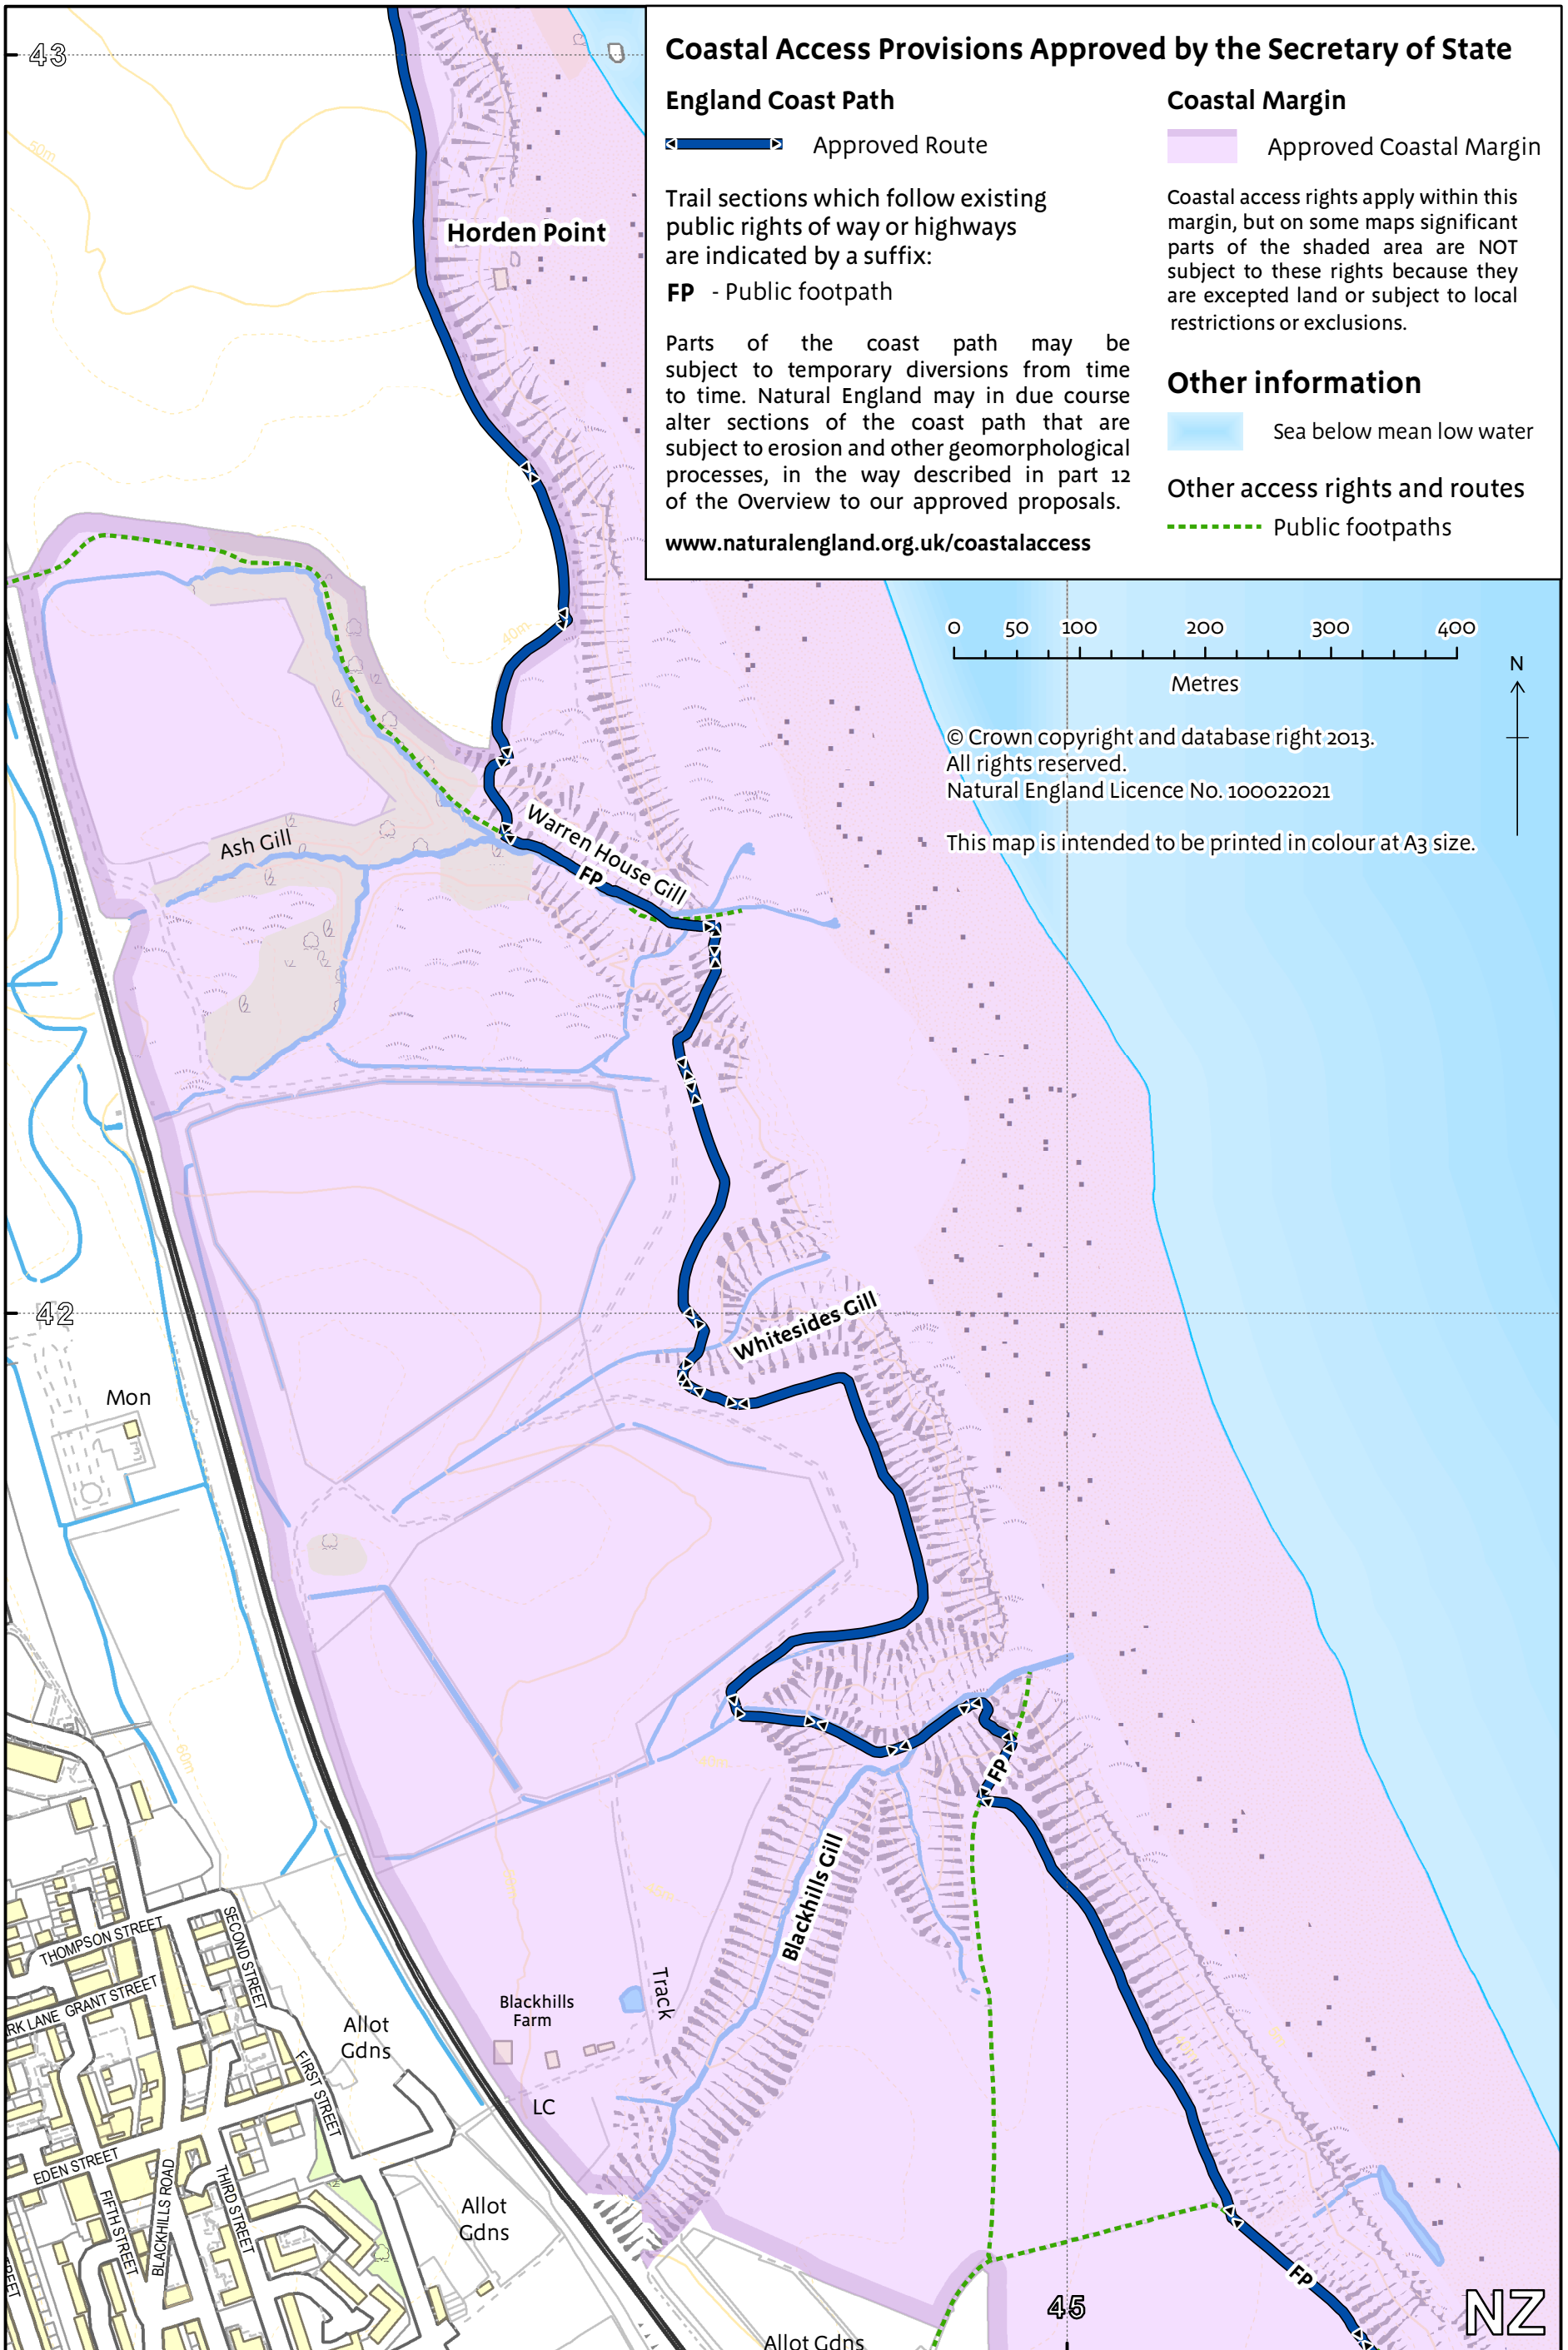 43
Coastal Access Provisions Approved by the Secretary of State
England Coast Path
Approved Route
Trail sections which follow existing
public rights of way or highways
are indicated by a suffix:
FP - Public footpath
Parts of the coast path may be
subject to temporary diversions from time
to time. Natural England may in due course
alter sections of the coast path that are
subject to erosion and other geomorphological
processes, in the way described in part 12
of the Overview to our approved proposals.
www.naturalengland.org.uk/coastalaccess
Coastal Margin
Approved Coastal Margin
Coastal access rights apply within this
margin, but on some maps significant
parts of the shaded area are NOT
subject to these rights because they
are excepted land or subject to local
restrictions or exclusions.
Other information
Sea below mean low water
Other access rights and routes
Public footpaths
50m
Horden Point
40m
0 50 100 200 300 400
Metres
N
© Crown copyright and database right 2013.
All rights reserved.
Natural England Licence No. 100022021
This map is intended to be printed in colour at A3 size.
Ash Gill
Warren House Gill
FP
42
Whitesides Gill
Mon
60m
FP
Blackhills Gill
THOMPSON STREET
SECOND STREET
GRANT STREET
RK LANE
Allot
Gdns
FIRST STREET
Blackhills
Farm
Track
LC
EDEN STREET
BLACKHILLS ROAD
THIRD STREET
FIFTH STREET
REET
Allot
Gdns
FP
45
NZ
Allot Gdns